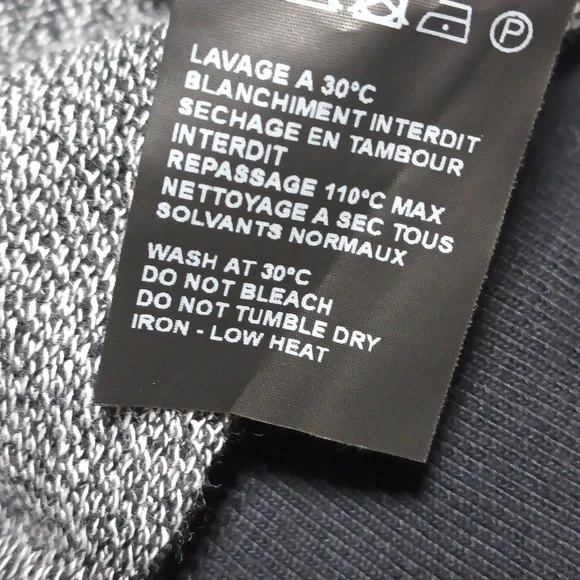 P
LAVAGE A 30°C
BLANCHIMENT INTERDIT
SECHAGE EN TAMBOUR
INTERDIT
REPASSAGE 110°C MAX
NETTOYAGE A SEC TOUS
SOLVANTS NORMAUX
WASH AT 30°C
DO NOT BLEACH
DO NOT TUMBLE DRY
IRON - LOW HEAT